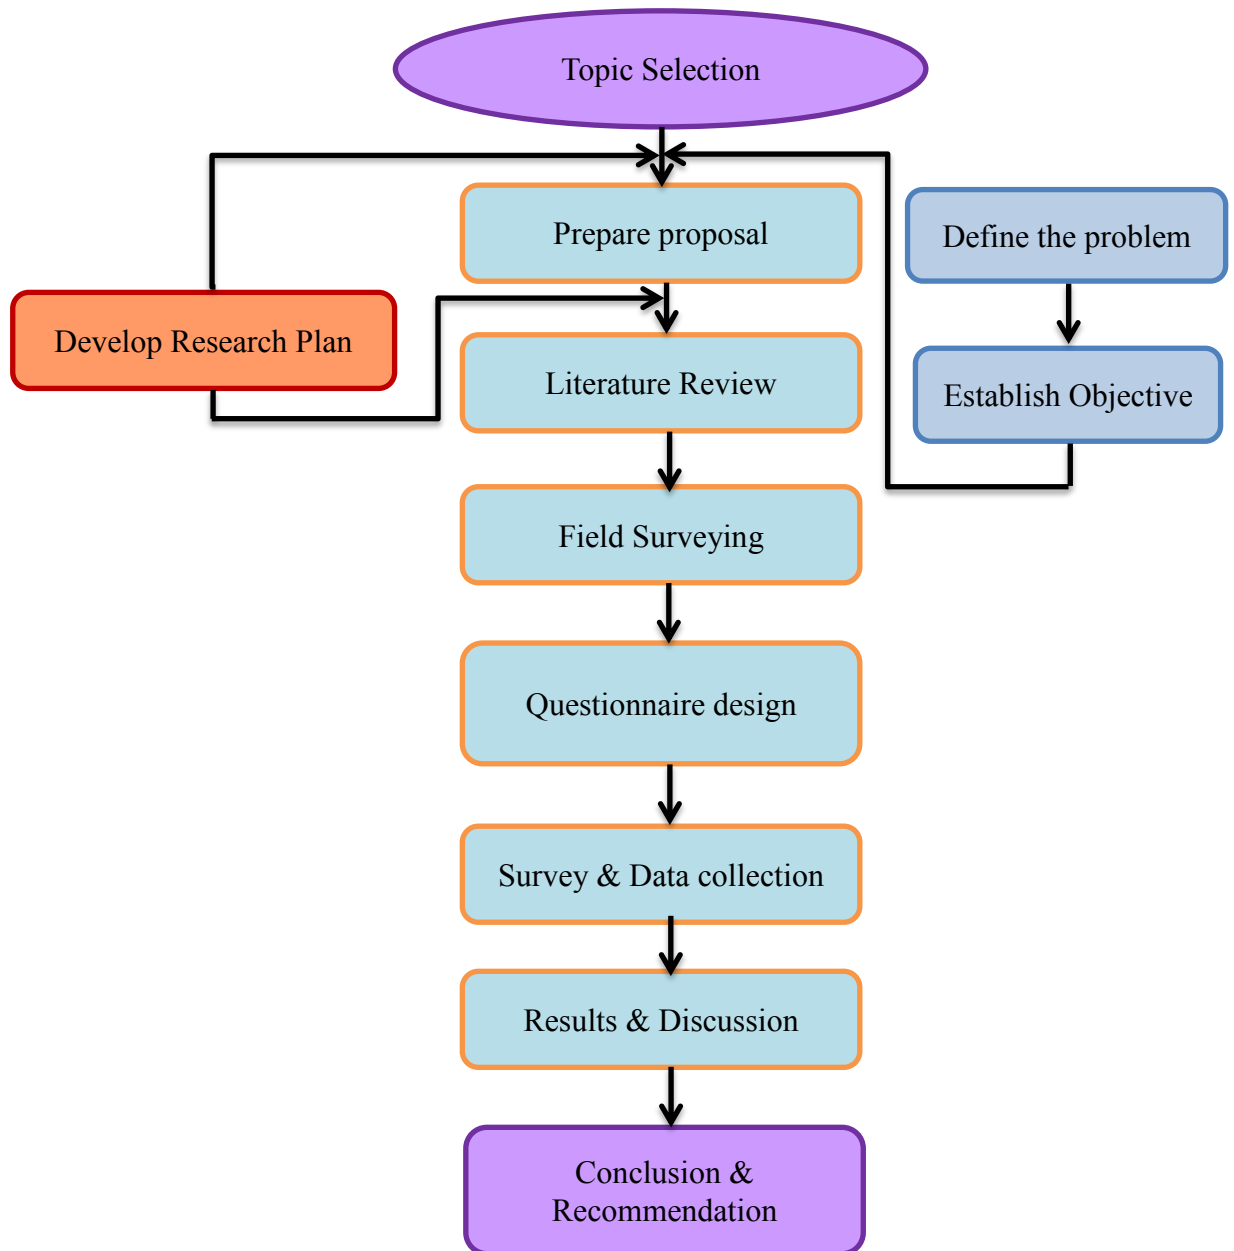 Topic Selection
Prepare proposal
Define the problem
Develop Research Plan
Literature Review
Establish Objective
Field Surveying
Questionnaire design
Survey & Data collection
Results & Discussion
Conclusion &
Recommendation